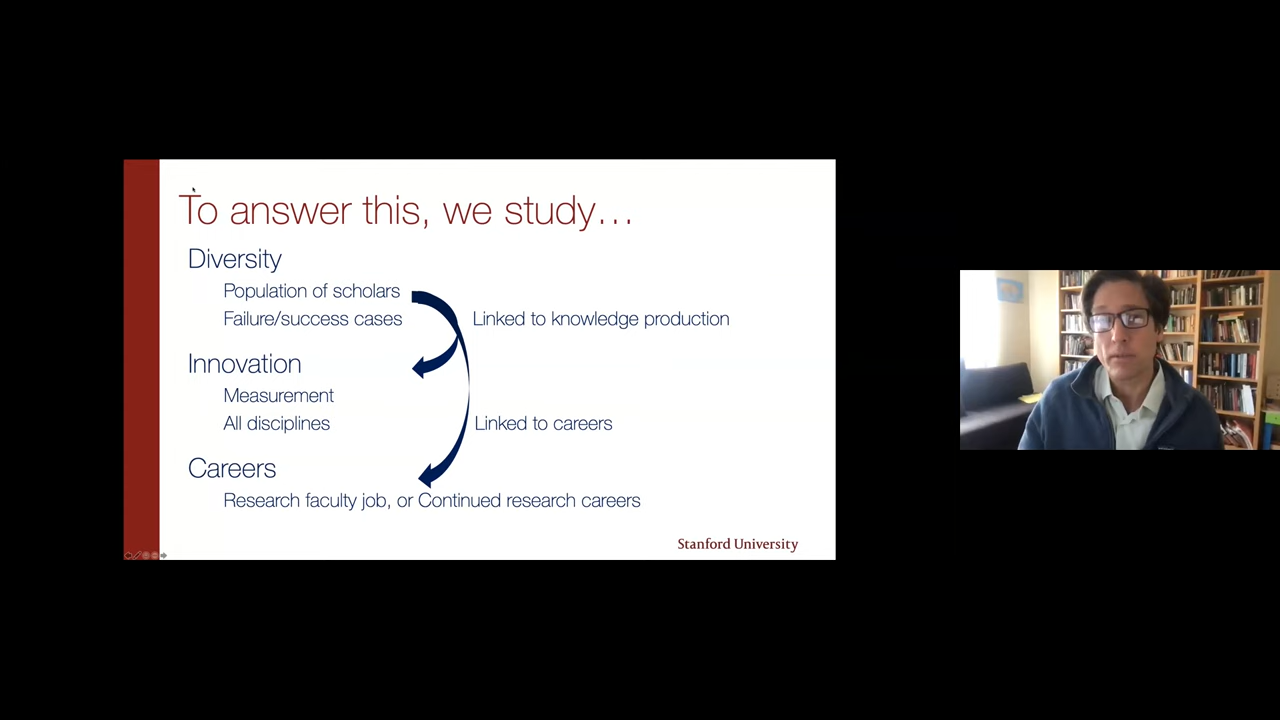 To answer this, we study…
Diversity
Population of scholars
Failure/success cases
Linked to knowledge production
Innovation
Measurement
All disciplines
Linked to careers
Careers
Research faculty job, or Continued research careers
Stanford University